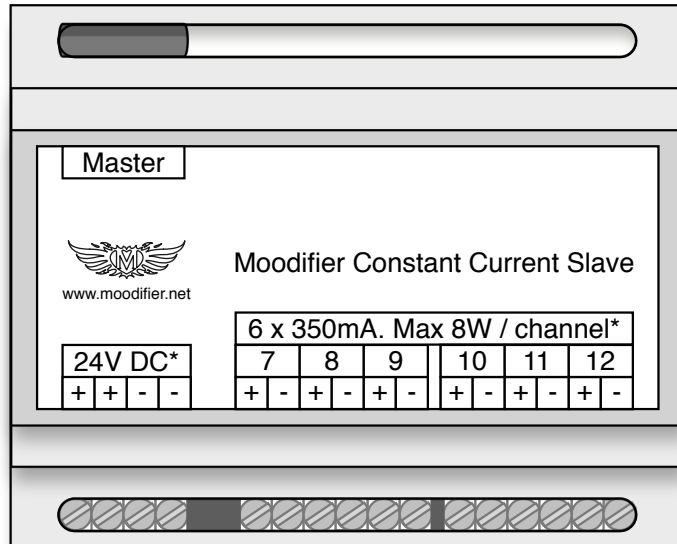 Master
M
Moodifier Constant Current Slave
www.moodifier.net
6 x 350mA. Max 8W / channel*
24V DC* 7 8 9 10 11 12
+ + - - + - + - + - + - + - + -